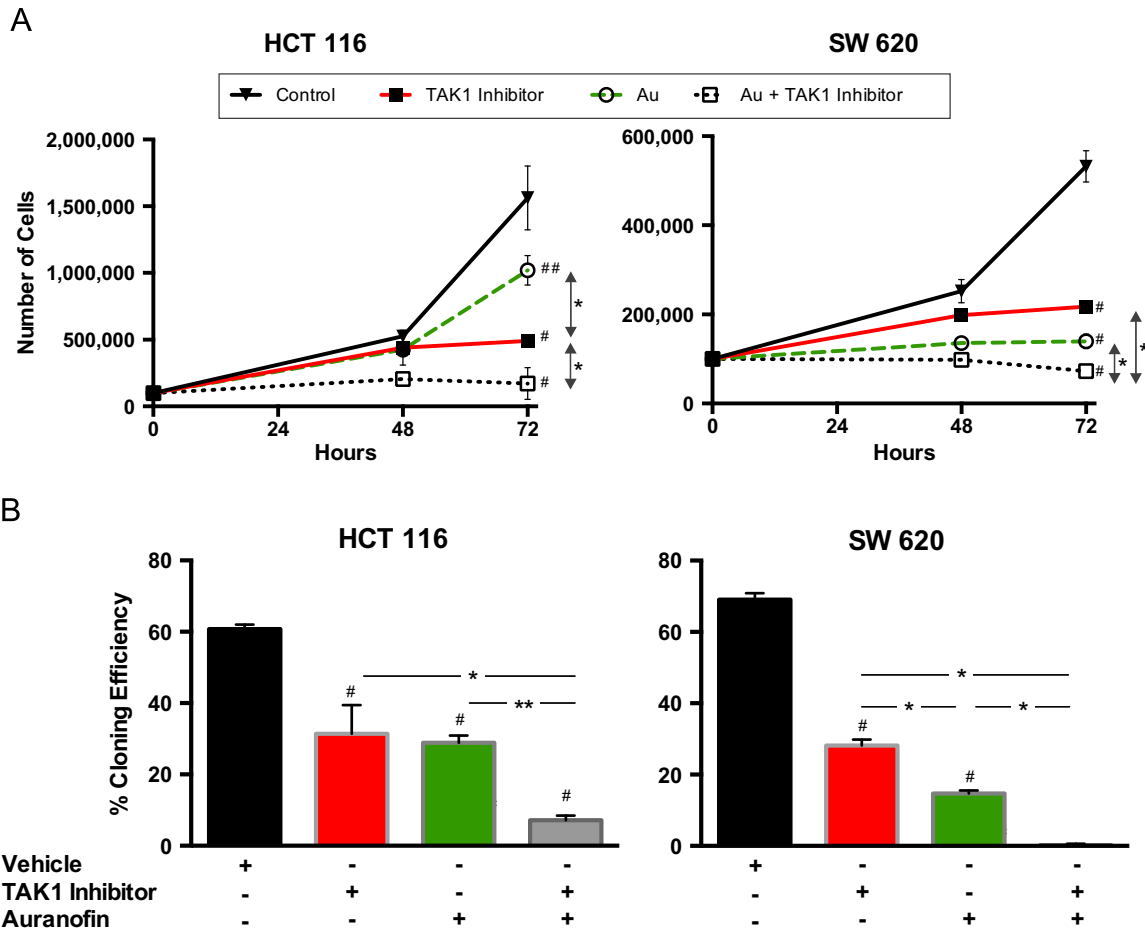 A
HCT 116 SW 620
Control TAK1 Inhibitor Au Au + TAK1 Inhibitor
Number of Cells
2,000,000
1,500,000
1,000,000
500,000
0
0 24 48 72
Hours
##
*
#
*
#
600,000
400,000
200,000
0
0 24 48 72
Hours
#
#
#
*
*
B
HCT 116
% Cloning Efficiency
80
60
40
20
0
#
#
#
*
**
SW 620
80
60
40
20
0
#
#
*
* *
Vehicle + - - - + - - -
TAK1 Inhibitor - + - + - + - +
Auranofin - - + + - - + +